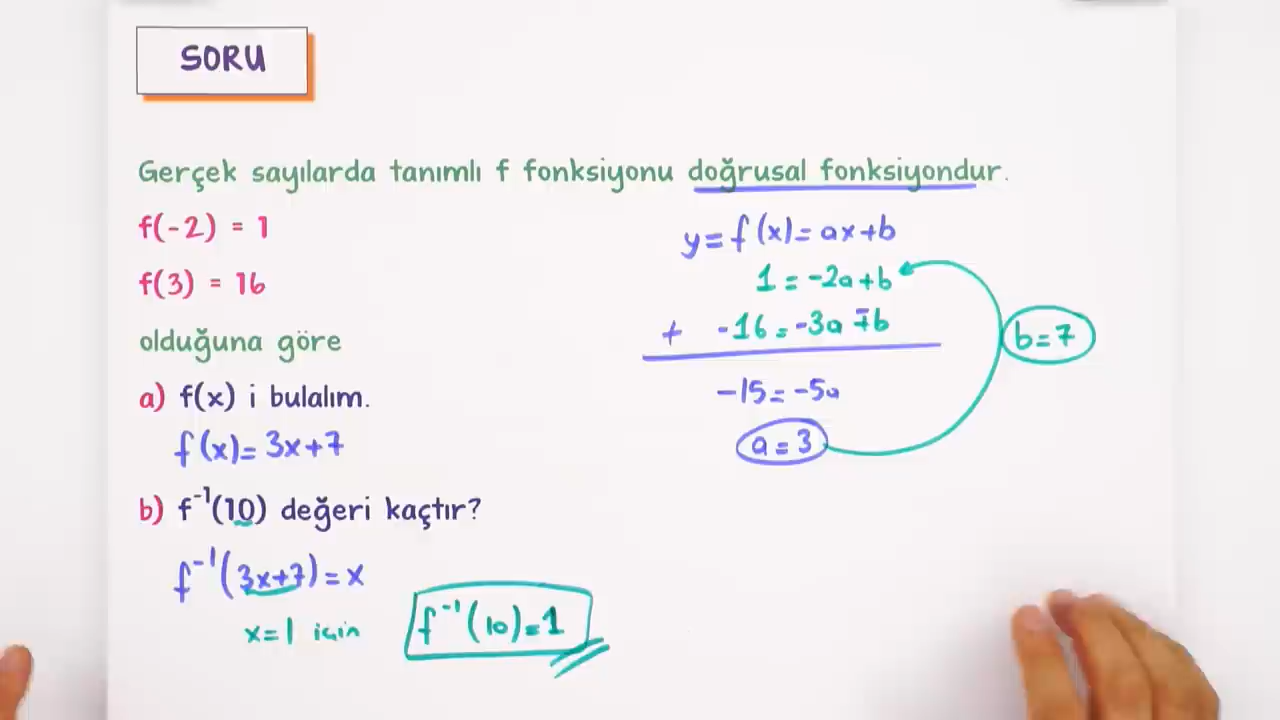 SORU
Gerçek sayılarda tanımlı f fonksiyonu doğrusal fonksiyondur.
f(-2) = 1
f(3) = 16
olduğuna göre
a) f(x) i bulalım.
f(x)=3x+7
b) f⁻¹(10) değeri kaçtır?
f⁻¹(3x+7)=x
x=1 için
f⁻¹(10)=1
y=f(x)=ax+b
1=-2a+b
+ -16=-3a∓b
-15=-5a
a=3
b=7